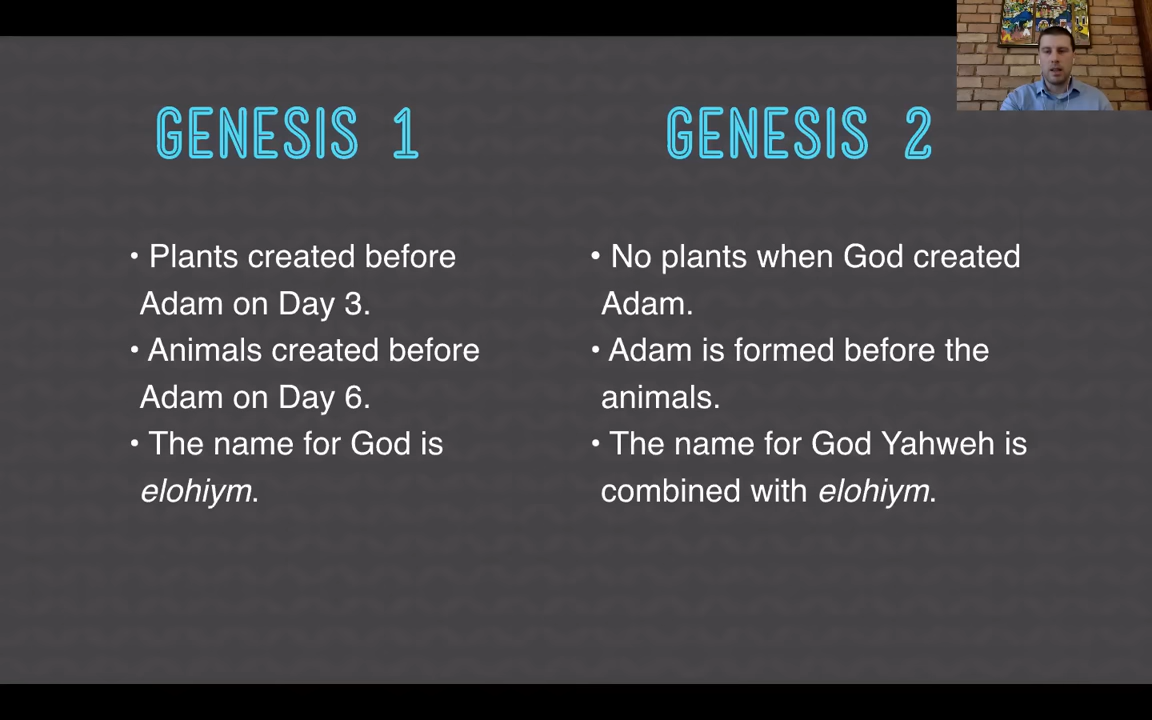 GENESIS 1
• Plants created before
Adam on Day 3.
• Animals created before
Adam on Day 6.
• The name for God is
elohiym.
GENESIS 2
• No plants when God created
Adam.
• Adam is formed before the
animals.
• The name for God Yahweh is
combined with elohiym.